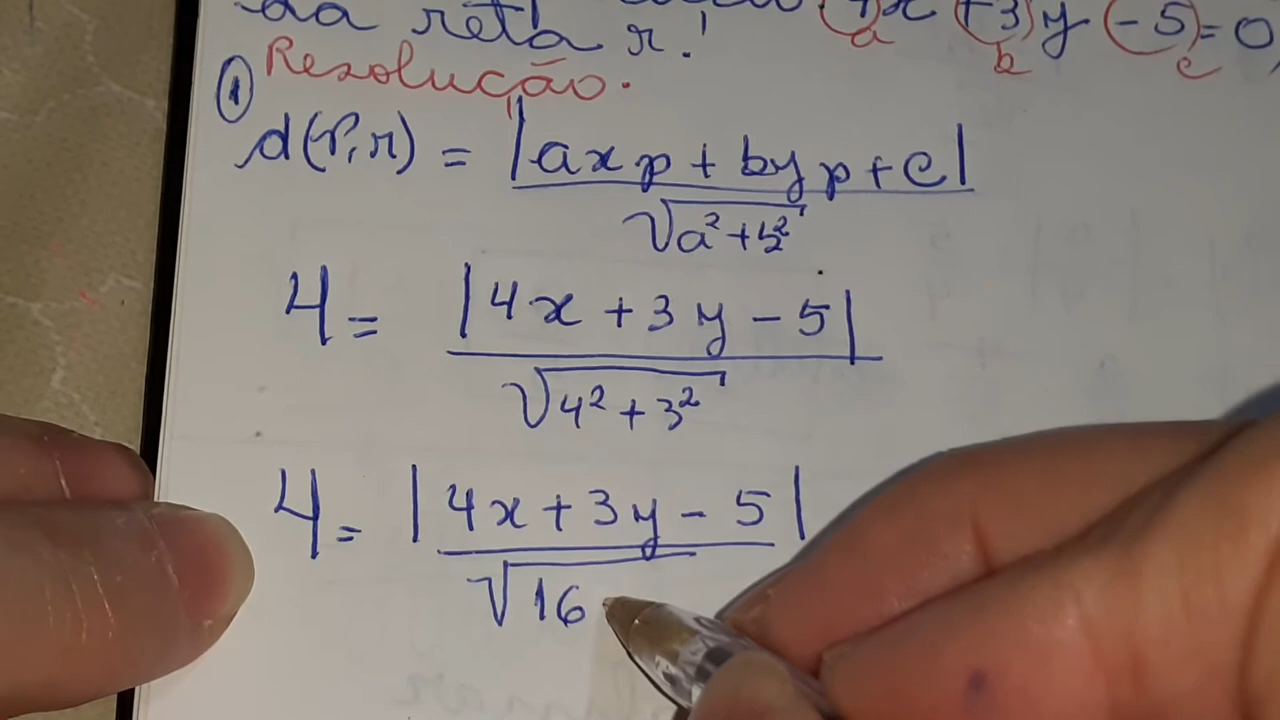 da reta r! 4x +3y -5=0
a b c
① Resolução.
d(P,r) = |axp + byp + c|
√a²+b²
4 = |4x + 3y - 5|
√4² + 3²
4 = |4x + 3y - 5|
√16